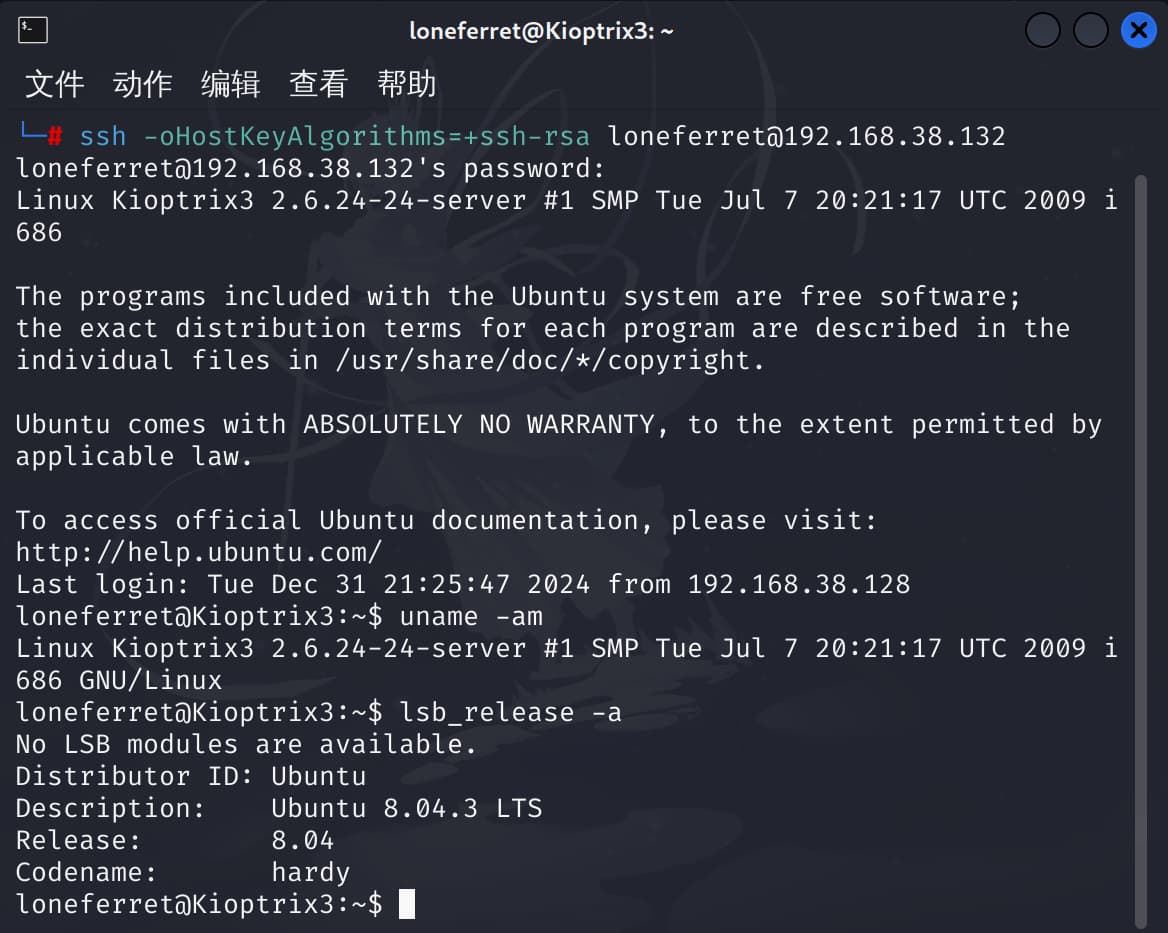 loneferret@Kioptrix3: ~
文件 动作 编辑 查看 帮助
└─# ssh -oHostKeyAlgorithms=+ssh-rsa loneferret@192.168.38.132
loneferret@192.168.38.132's password:
Linux Kioptrix3 2.6.24-24-server #1 SMP Tue Jul 7 20:21:17 UTC 2009 i
686
The programs included with the Ubuntu system are free software;
the exact distribution terms for each program are described in the
individual files in /usr/share/doc/*/copyright.
Ubuntu comes with ABSOLUTELY NO WARRANTY, to the extent permitted by
applicable law.
To access official Ubuntu documentation, please visit:
http://help.ubuntu.com/
Last login: Tue Dec 31 21:25:47 2024 from 192.168.38.128
loneferret@Kioptrix3:~$ uname -am
Linux Kioptrix3 2.6.24-24-server #1 SMP Tue Jul 7 20:21:17 UTC 2009 i
686 GNU/Linux
loneferret@Kioptrix3:~$ lsb_release -a
No LSB modules are available.
Distributor ID: Ubuntu
Description:    Ubuntu 8.04.3 LTS
Release:        8.04
Codename:       hardy
loneferret@Kioptrix3:~$